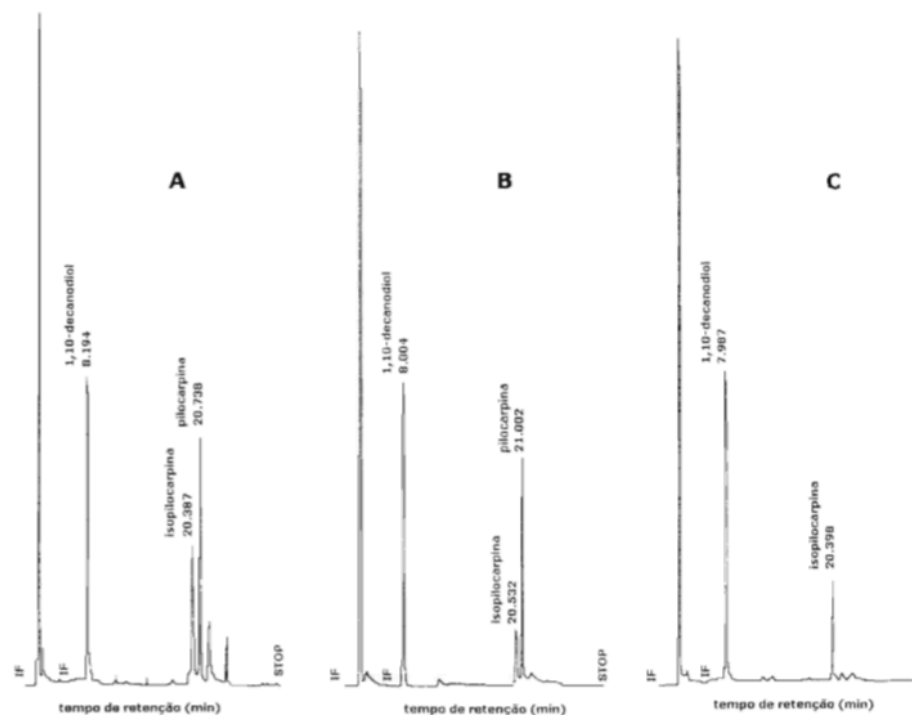 A
1,10-decanodiol
8.194
isopilocarpina
20.387
pilocarpina
20.738
IF
IF
STOP
tempo de retenção (min)
B
1,10-decanodiol
8.004
isopilocarpina
20.532
pilocarpina
21.002
IF
IF
STOP
tempo de retenção (min)
C
1,10-decanodiol
7.987
isopilocarpina
20.398
IF
IF
tempo de retenção (min)